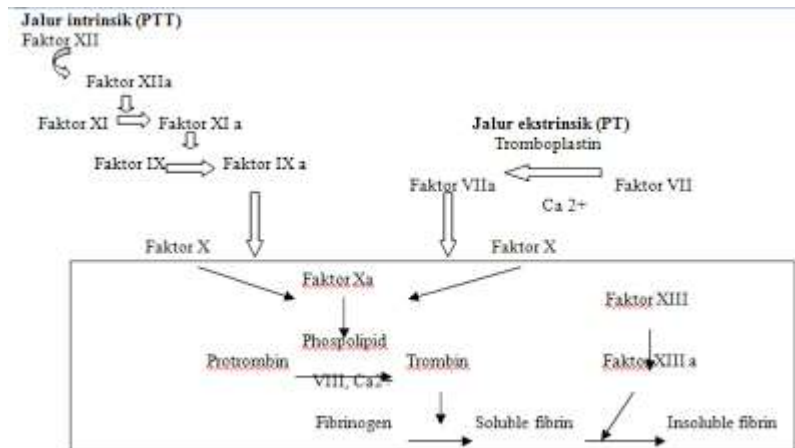 Jalur intrinsik (PTT)
Faktor XII
Faktor XIIa
Faktor XI Faktor XI a
Jalur ekstrinsik (PT)
Tromboplastin
Faktor IX Faktor IX a
Faktor VIIa Faktor VII
Ca 2+
Faktor X Faktor X
Faktor Xa
Faktor XIII
Phospolipid
Protrombin Trombin Faktor XIII a
VIII, Ca2+
Fibrinogen Soluble fibrin Insoluble fibrin